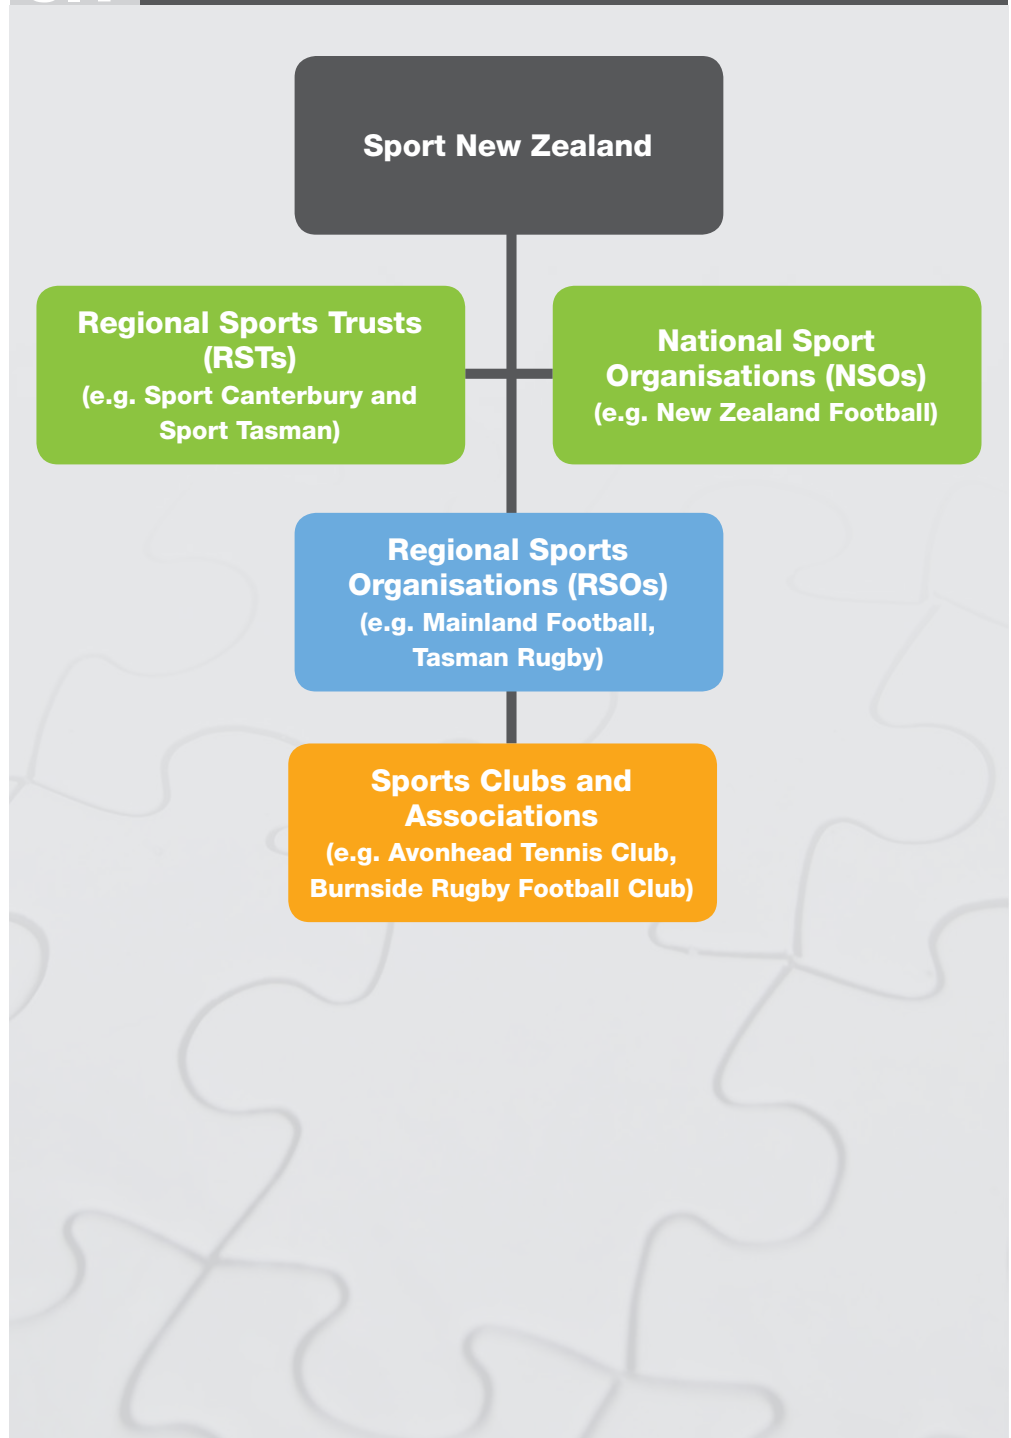 Sport New Zealand
Regional Sports Trusts
(RSTs)
(e.g. Sport Canterbury and
Sport Tasman)
National Sport
Organisations (NSOs)
(e.g. New Zealand Football)
Regional Sports
Organisations (RSOs)
(e.g. Mainland Football,
Tasman Rugby)
Sports Clubs and
Associations
(e.g. Avonhead Tennis Club,
Burnside Rugby Football Club)